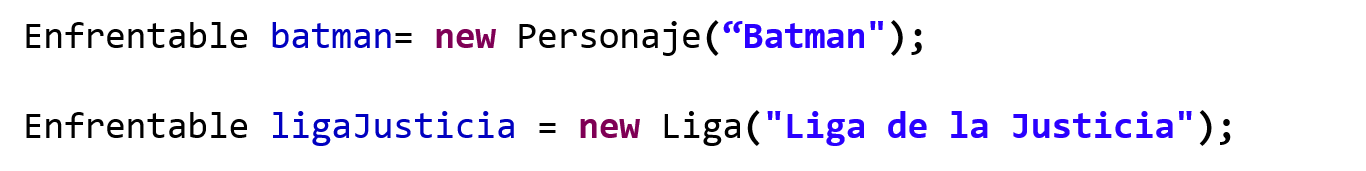 Enfrentable batman= new Personaje(“Batman");
Enfrentable ligaJusticia = new Liga("Liga de la Justicia");